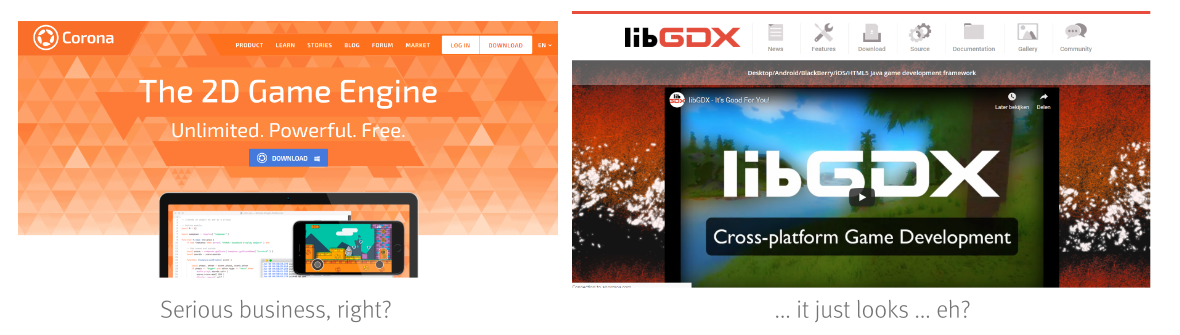 Corona
PRODUCT LEARN STORIES BLOG FORUM MARKET LOG IN DOWNLOAD EN
The 2D Game Engine
Unlimited. Powerful. Free.
DOWNLOAD
Serious business, right?
libGDX
News Features Download Source Documentation Gallery Community
Desktop/Android/BlackBerry/iOS/HTML5 Java game development framework
lib
GDX
libGDX - It's Good For You!
Later bekijken Delen
libGDX
Cross-platform Game Development
... it just looks ... eh?